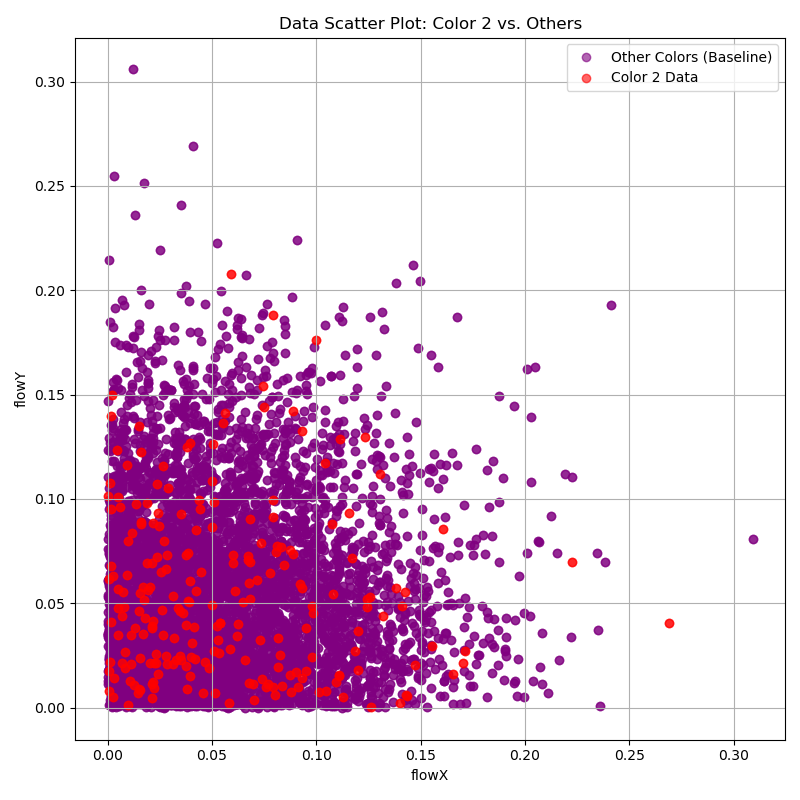 Data Scatter Plot: Color 2 vs. Others
Other Colors (Baseline)
Color 2 Data
flowY
0.30
0.25
0.20
0.15
0.10
0.05
0.00
0.00 0.05 0.10 0.15 0.20 0.25 0.30
flowX